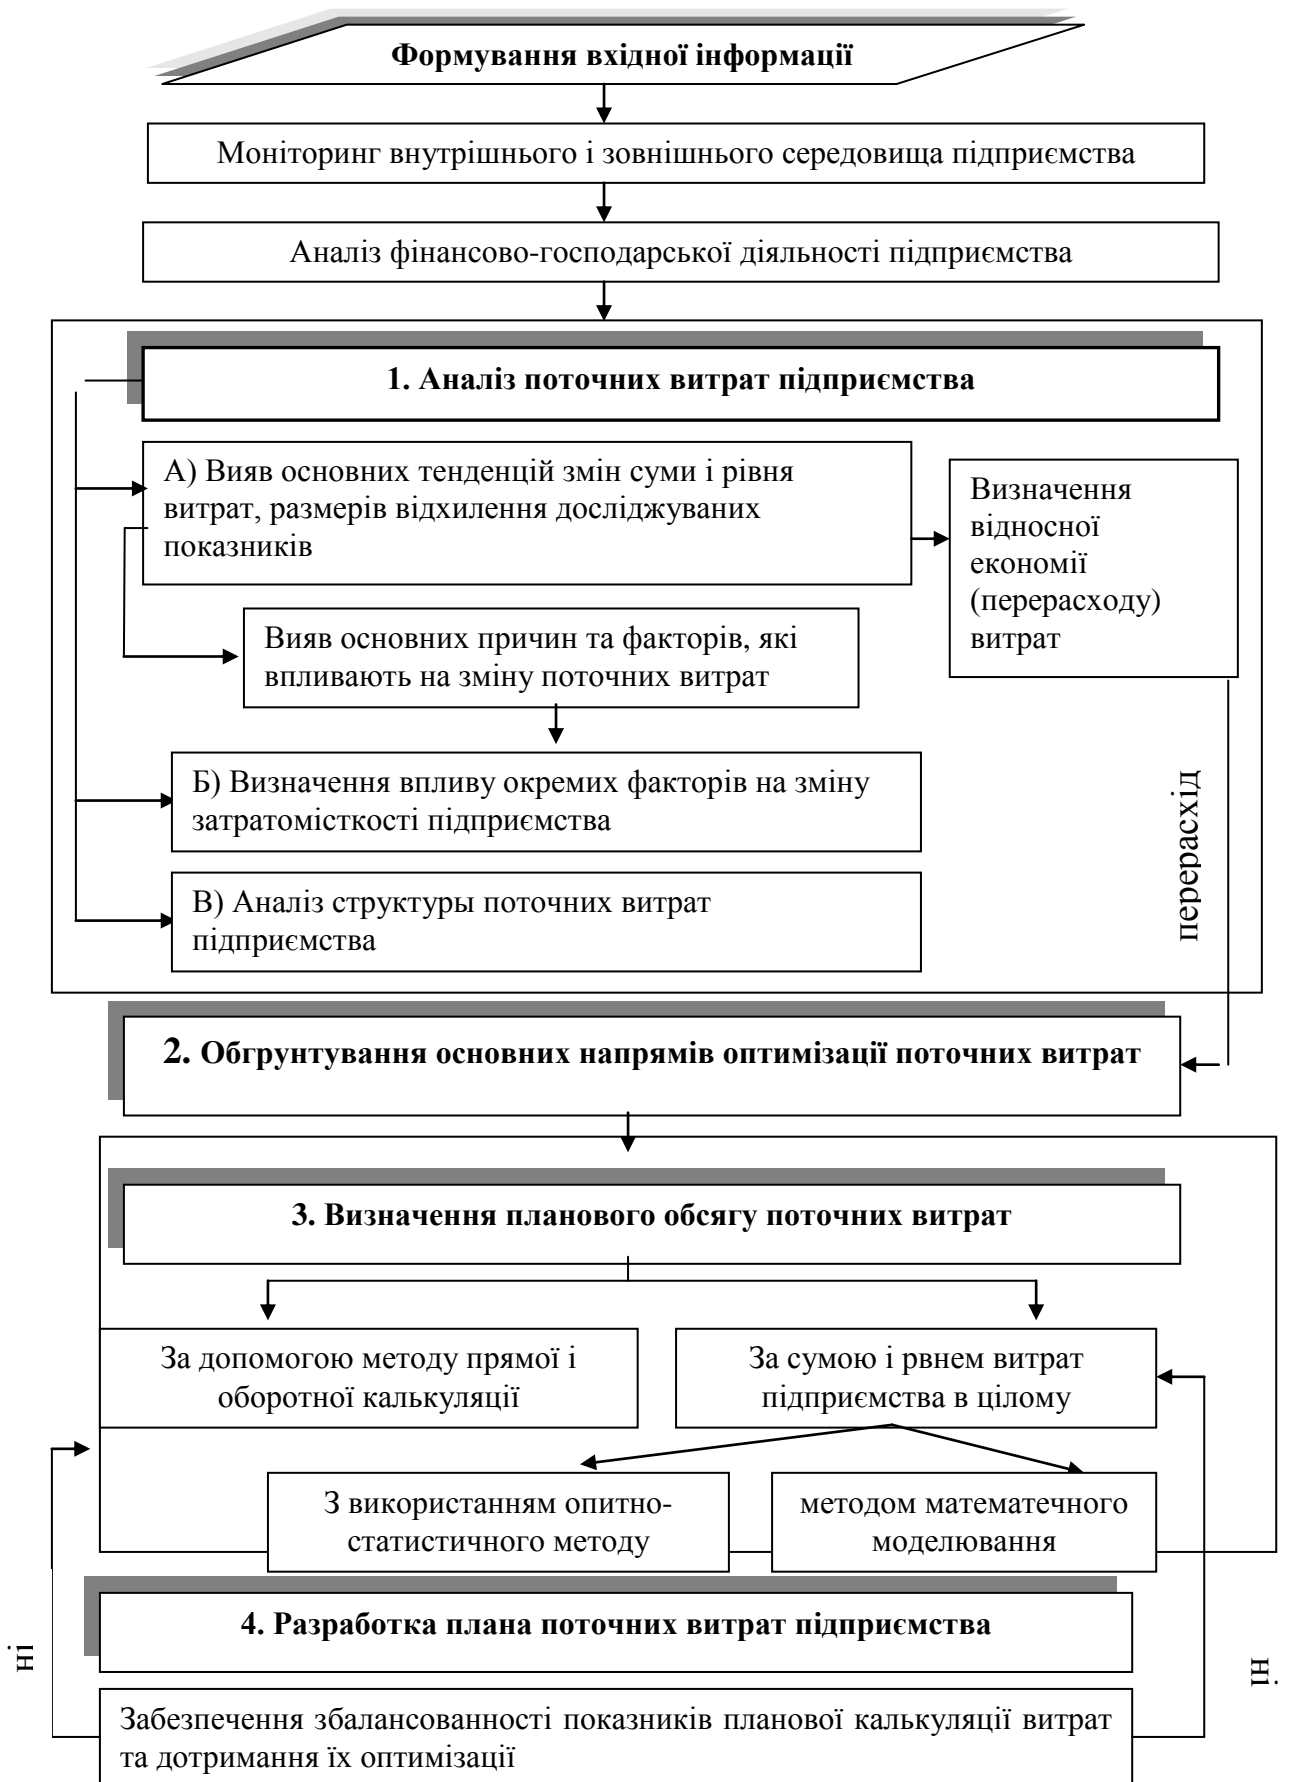 Формування вхідної інформації
Моніторинг внутрішнього і зовнішнього середовища підприємства
Аналіз фінансово-господарської діяльності підприємства
1. Аналіз поточних витрат підприємства
А) Вияв основних тенденцій змін суми і рівня
витрат, размерів відхилення досліджуваних
показників
Визначення
відносної
економії
(перерасходу)
витрат
Вияв основних причин та факторів, які
впливають на зміну поточних витрат
Б) Визначення впливу окремих факторів на зміну
затратомісткості підприємства
В) Аналіз структуры поточних витрат
підприємства
перерасхід
2. Обгрунтування основних напрямів оптимізації поточних витрат
3. Визначення планового обсягу поточних витрат
За допомогою методу прямої і
оборотної калькуляції
За сумою і рвнем витрат
підприємства в цілому
З використанням опитно-
статистичного методу
методом математечного
моделювання
4. Разработка плана поточних витрат підприємства
ні
ні
Забезпечення збалансованності показників планової калькуляції витрат
та дотримання їх оптимізації